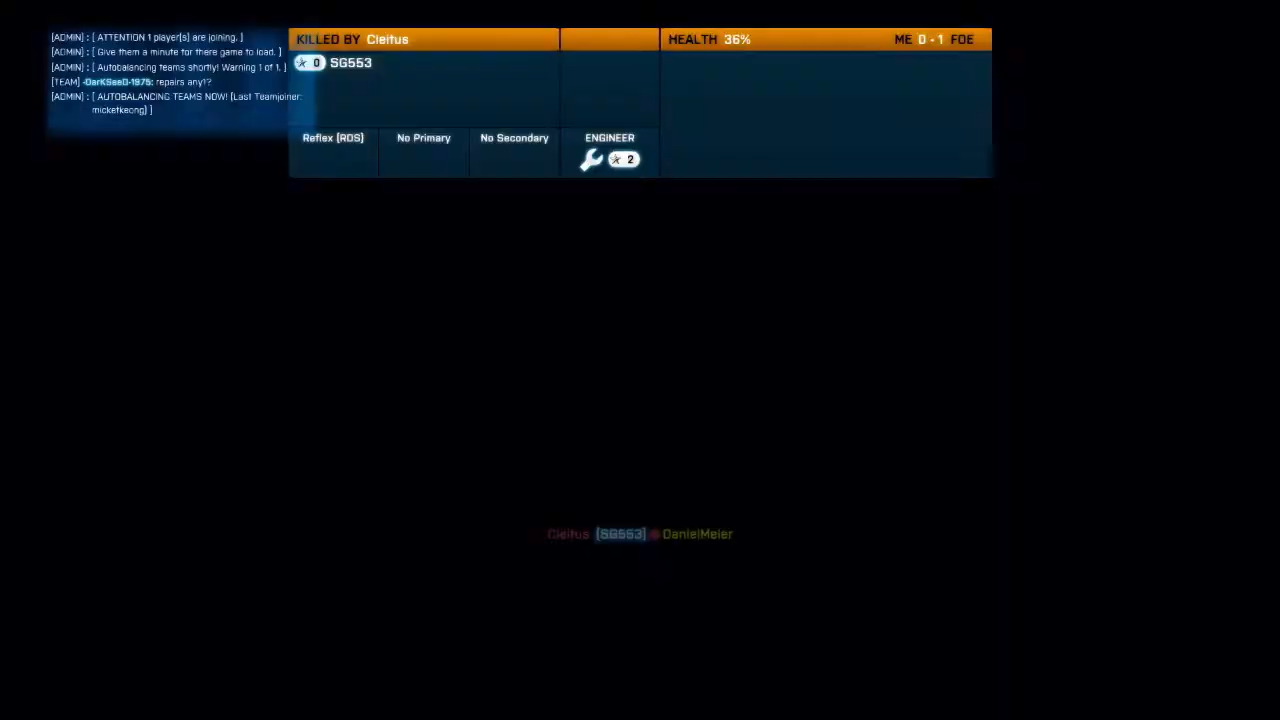 [ADMIN] : [ ATTENTION 1 player[s] are joining. ]
[ADMIN] : [ Give them a minute for there game to load. ]
[ADMIN] : [ Autobalancing teams shortly! Warning 1 of 1. ]
[TEAM] -DarKSeeD-1975: repairs any1?
[ADMIN] : [ AUTOBALANCING TEAMS NOW! [Last Teamjoiner:
micketkeong] ]
KILLED BY Cleitus
HEALTH 36%
ME 0 - 1 FOE
0 SG553
Reflex [RDS]
No Primary
No Secondary
ENGINEER
2
Cleitus [SG553] DanielMeier